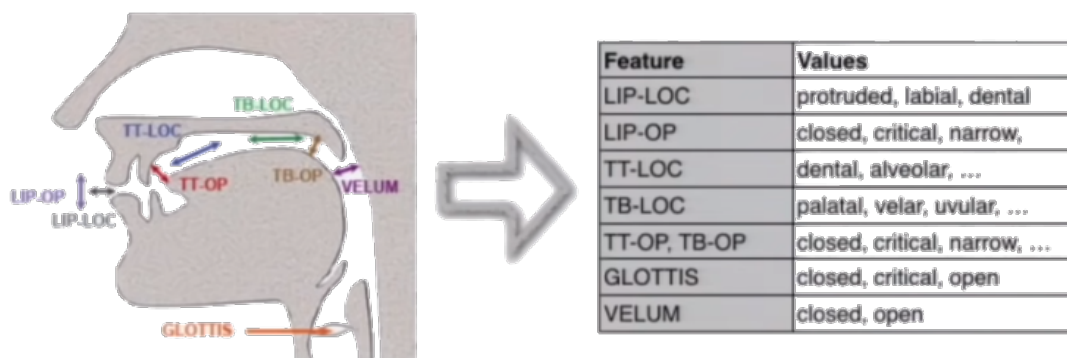 TB-LOC
TT-LOC
TT-OP
TB-OP
VELUM
LIP-OP
LIP-LOC
GLOTTIS
Feature Values
LIP-LOC protruded, labial, dental
LIP-OP closed, critical, narrow,
TT-LOC dental, alveolar, ...
TB-LOC palatal, velar, uvular, ...
TT-OP, TB-OP closed, critical, narrow, ...
GLOTTIS closed, critical, open
VELUM closed, open